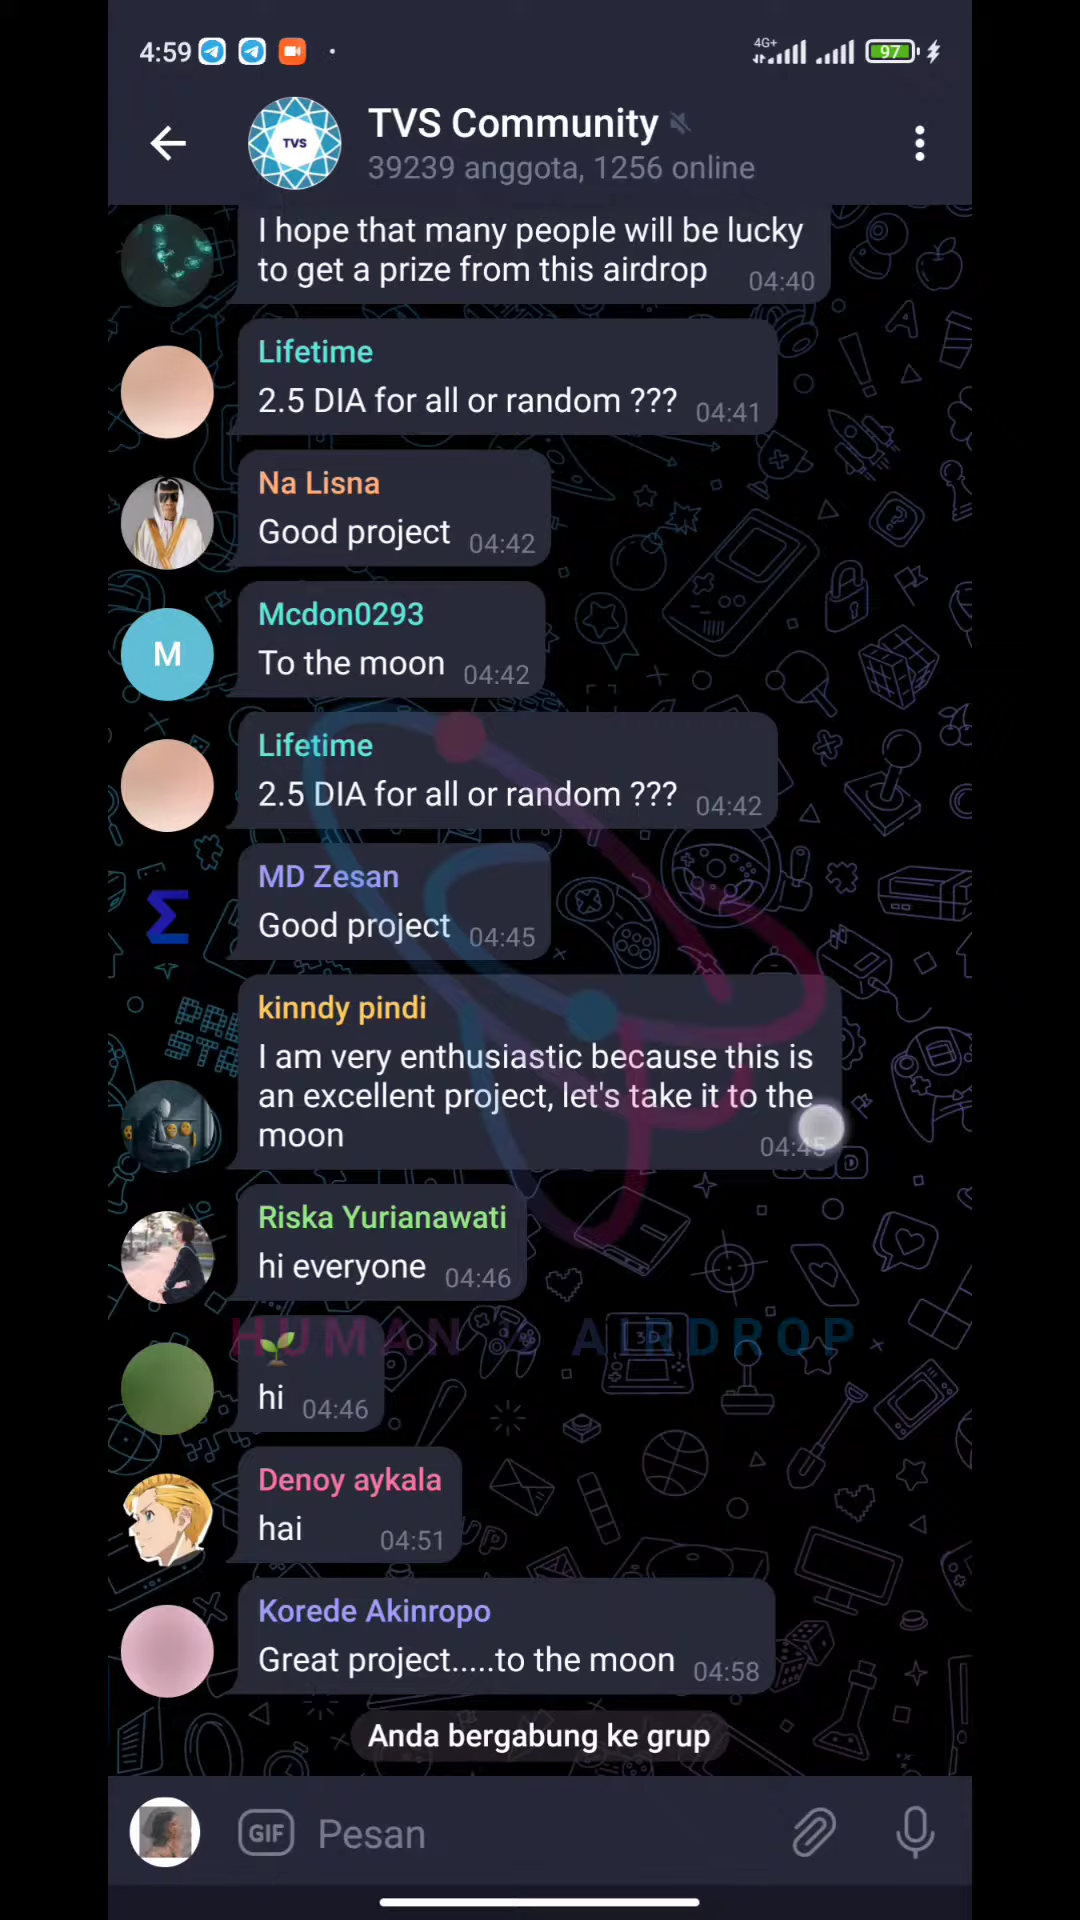 4:59
4G+
97
TVS
TVS Community
39239 anggota, 1256 online
I hope that many people will be lucky
to get a prize from this airdrop 04:40
Lifetime
2.5 DIA for all or random ??? 04:41
Na Lisna
Good project 04:42
M
Mcdon0293
To the moon 04:42
Lifetime
2.5 DIA for all or random ??? 04:42
MD Zesan
Good project 04:45
kinndy pindi
I am very enthusiastic because this is
an excellent project, let's take it to the
moon 04:45
Riska Yurianawati
hi everyone 04:46
HUMAN AIRDROP
hi 04:46
Denoy aykala
hai 04:51
Korede Akinropo
Great project.....to the moon 04:58
Anda bergabung ke grup
GIF Pesan